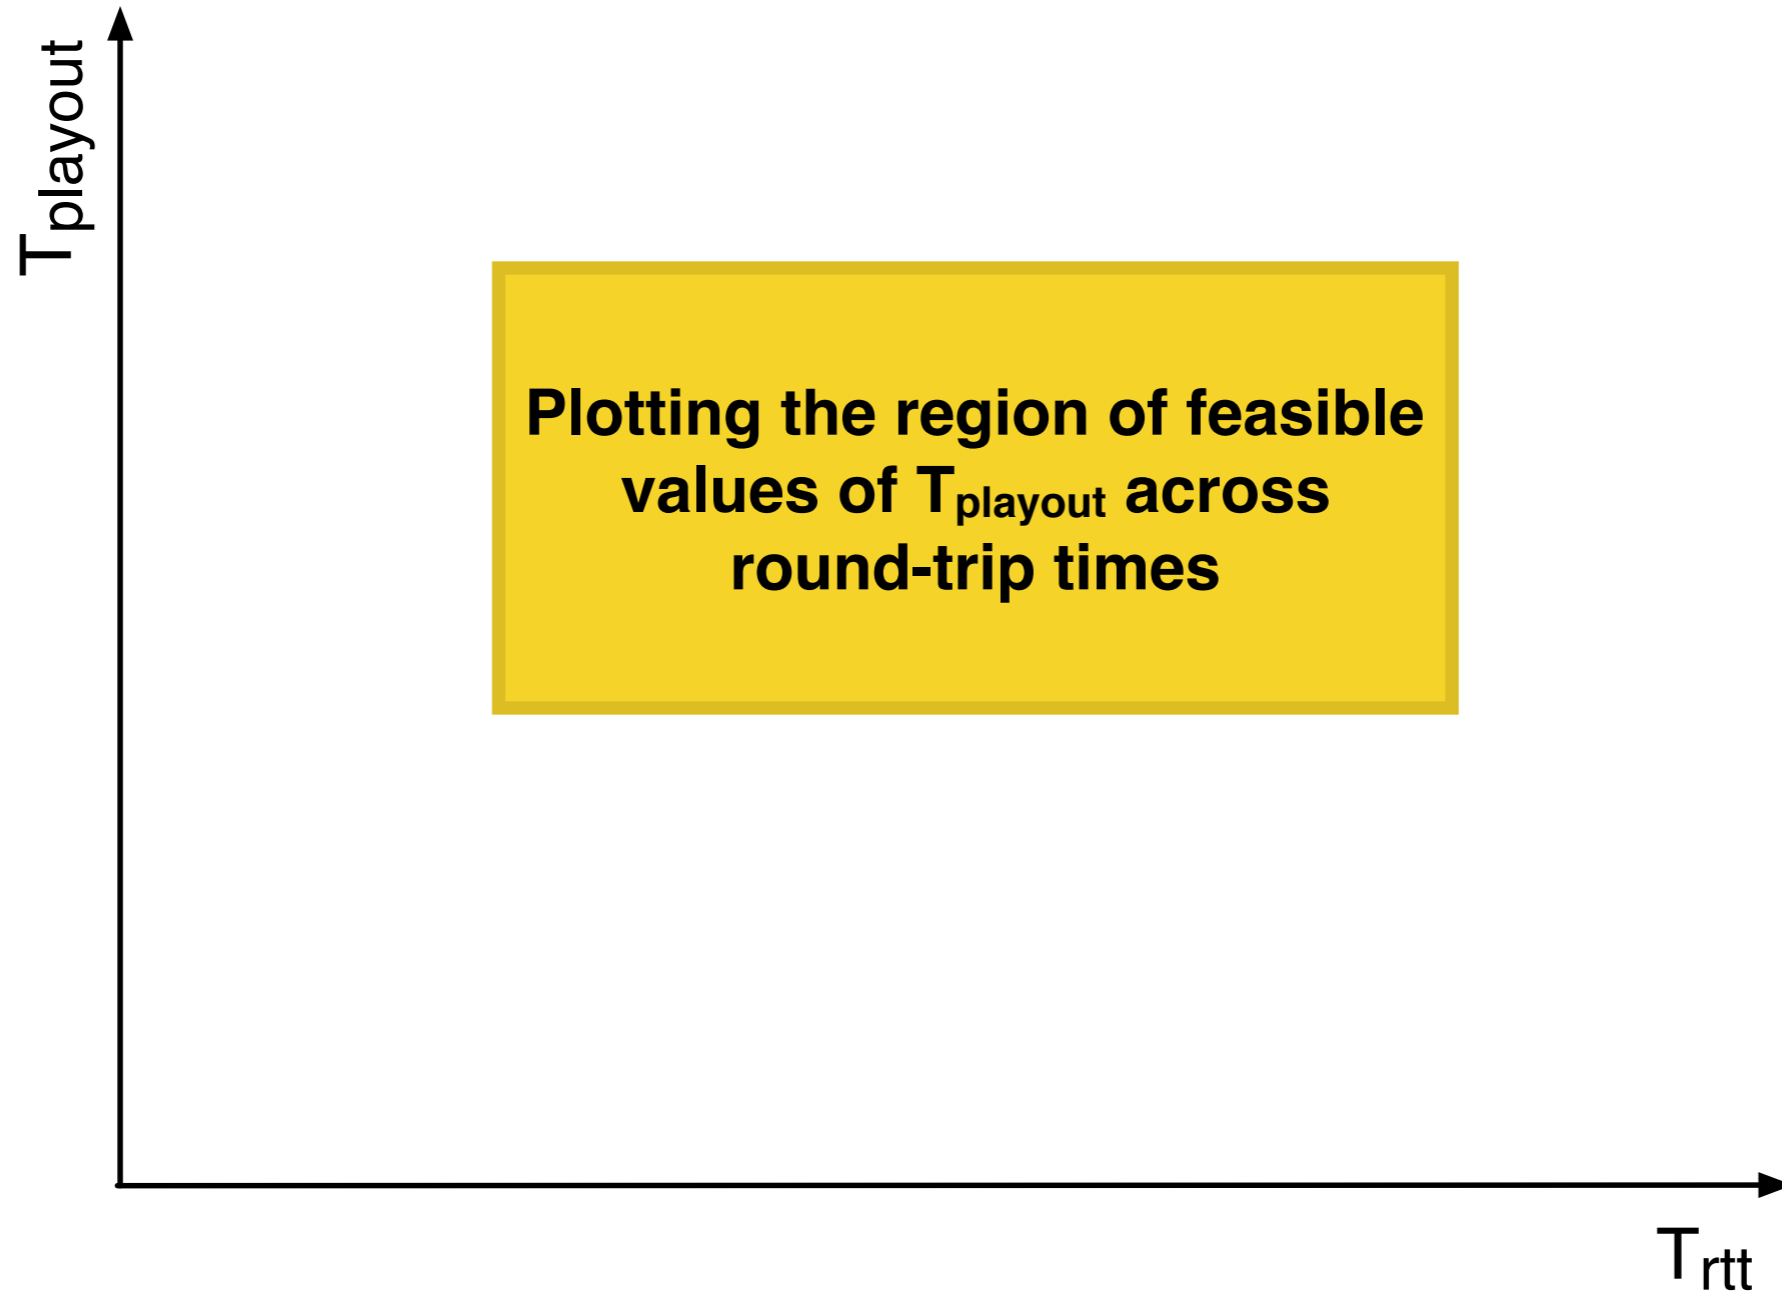 Tplayout
Plotting the region of feasible
values of Tplayout across
round-trip times
Trtt